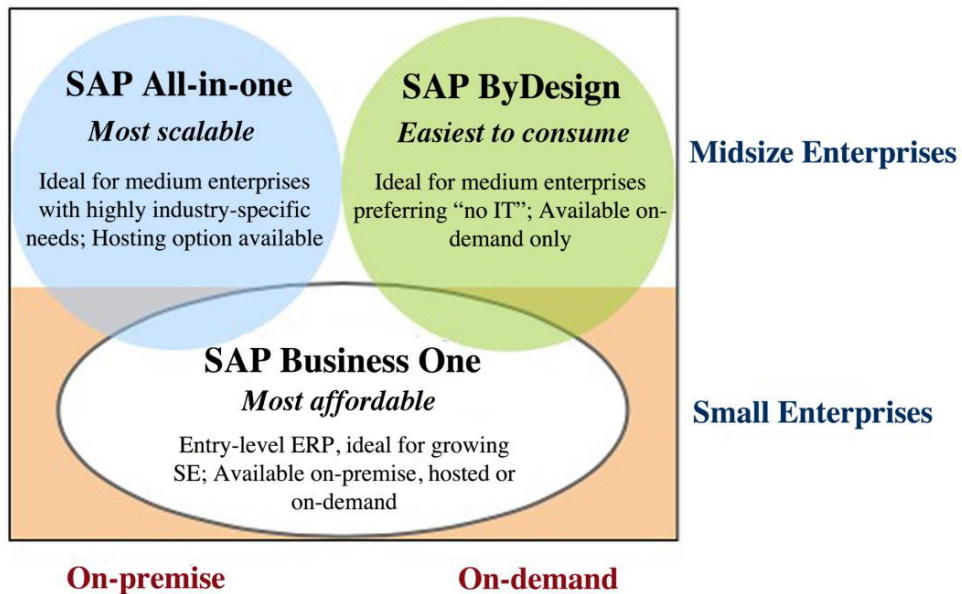 SAP All-in-one
Most scalable
Ideal for medium enterprises
with highly industry-specific
needs; Hosting option available
SAP ByDesign
Easiest to consume
Ideal for medium enterprises
preferring “no IT”; Available on-
demand only
Midsize Enterprises
SAP Business One
Most affordable
Entry-level ERP, ideal for growing
SE; Available on-premise, hosted or
on-demand
Small Enterprises
On-premise
On-demand